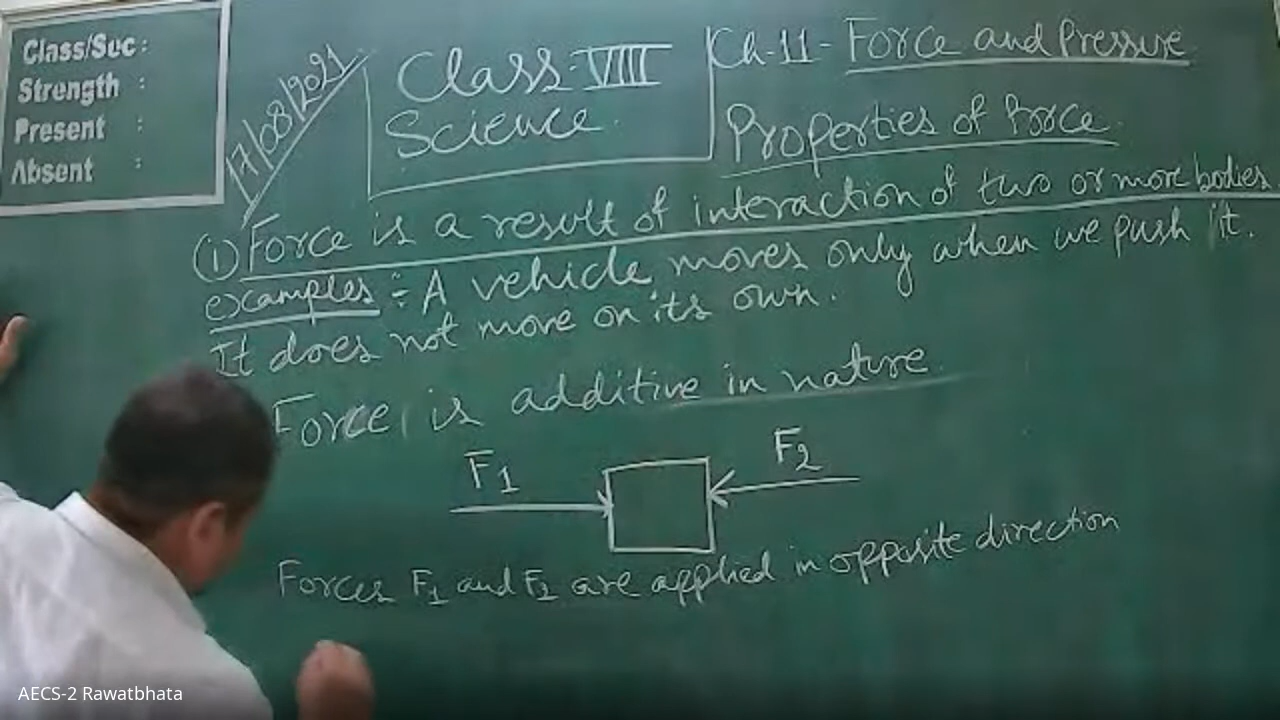 Class/Sec :
Strength :
Present :
Absent :
17/08/2021
Class:- VIII
Science.
Ch-11- Force and Pressure
Properties of Force.
(1) Force is a result of interaction of two or more bodies
examples :- A vehicle moves only when we push it.
It does not move on its own.
Force is additive in nature.
F1
F2
Forces F1 and F2 are applied in opposite direction
AECS-2 Rawatbhata